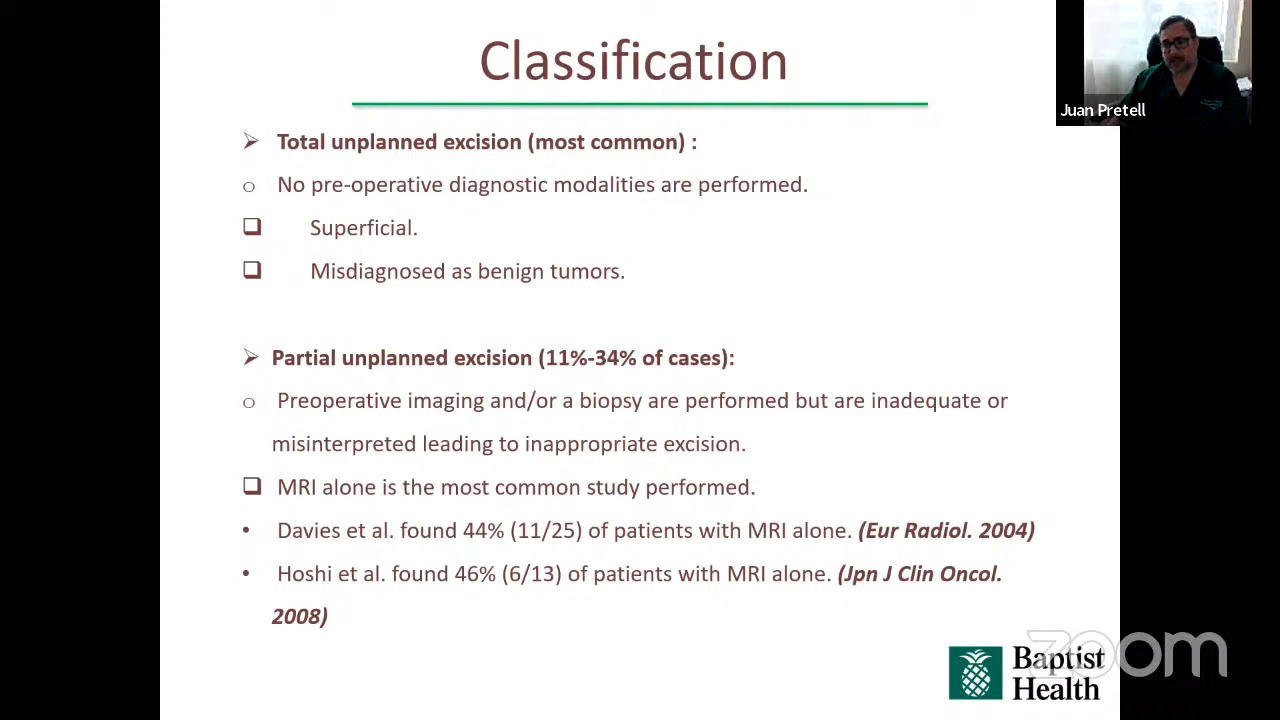 Classification
Juan Pretell
➢ Total unplanned excision (most common) :
o No pre-operative diagnostic modalities are performed.
❑ Superficial.
❑ Misdiagnosed as benign tumors.
➢ Partial unplanned excision (11%-34% of cases):
o Preoperative imaging and/or a biopsy are performed but are inadequate or
misinterpreted leading to inappropriate excision.
❑ MRI alone is the most common study performed.
• Davies et al. found 44% (11/25) of patients with MRI alone. (Eur Radiol. 2004)
• Hoshi et al. found 46% (6/13) of patients with MRI alone. (Jpn J Clin Oncol.
2008)
zoom
Baptist
Health